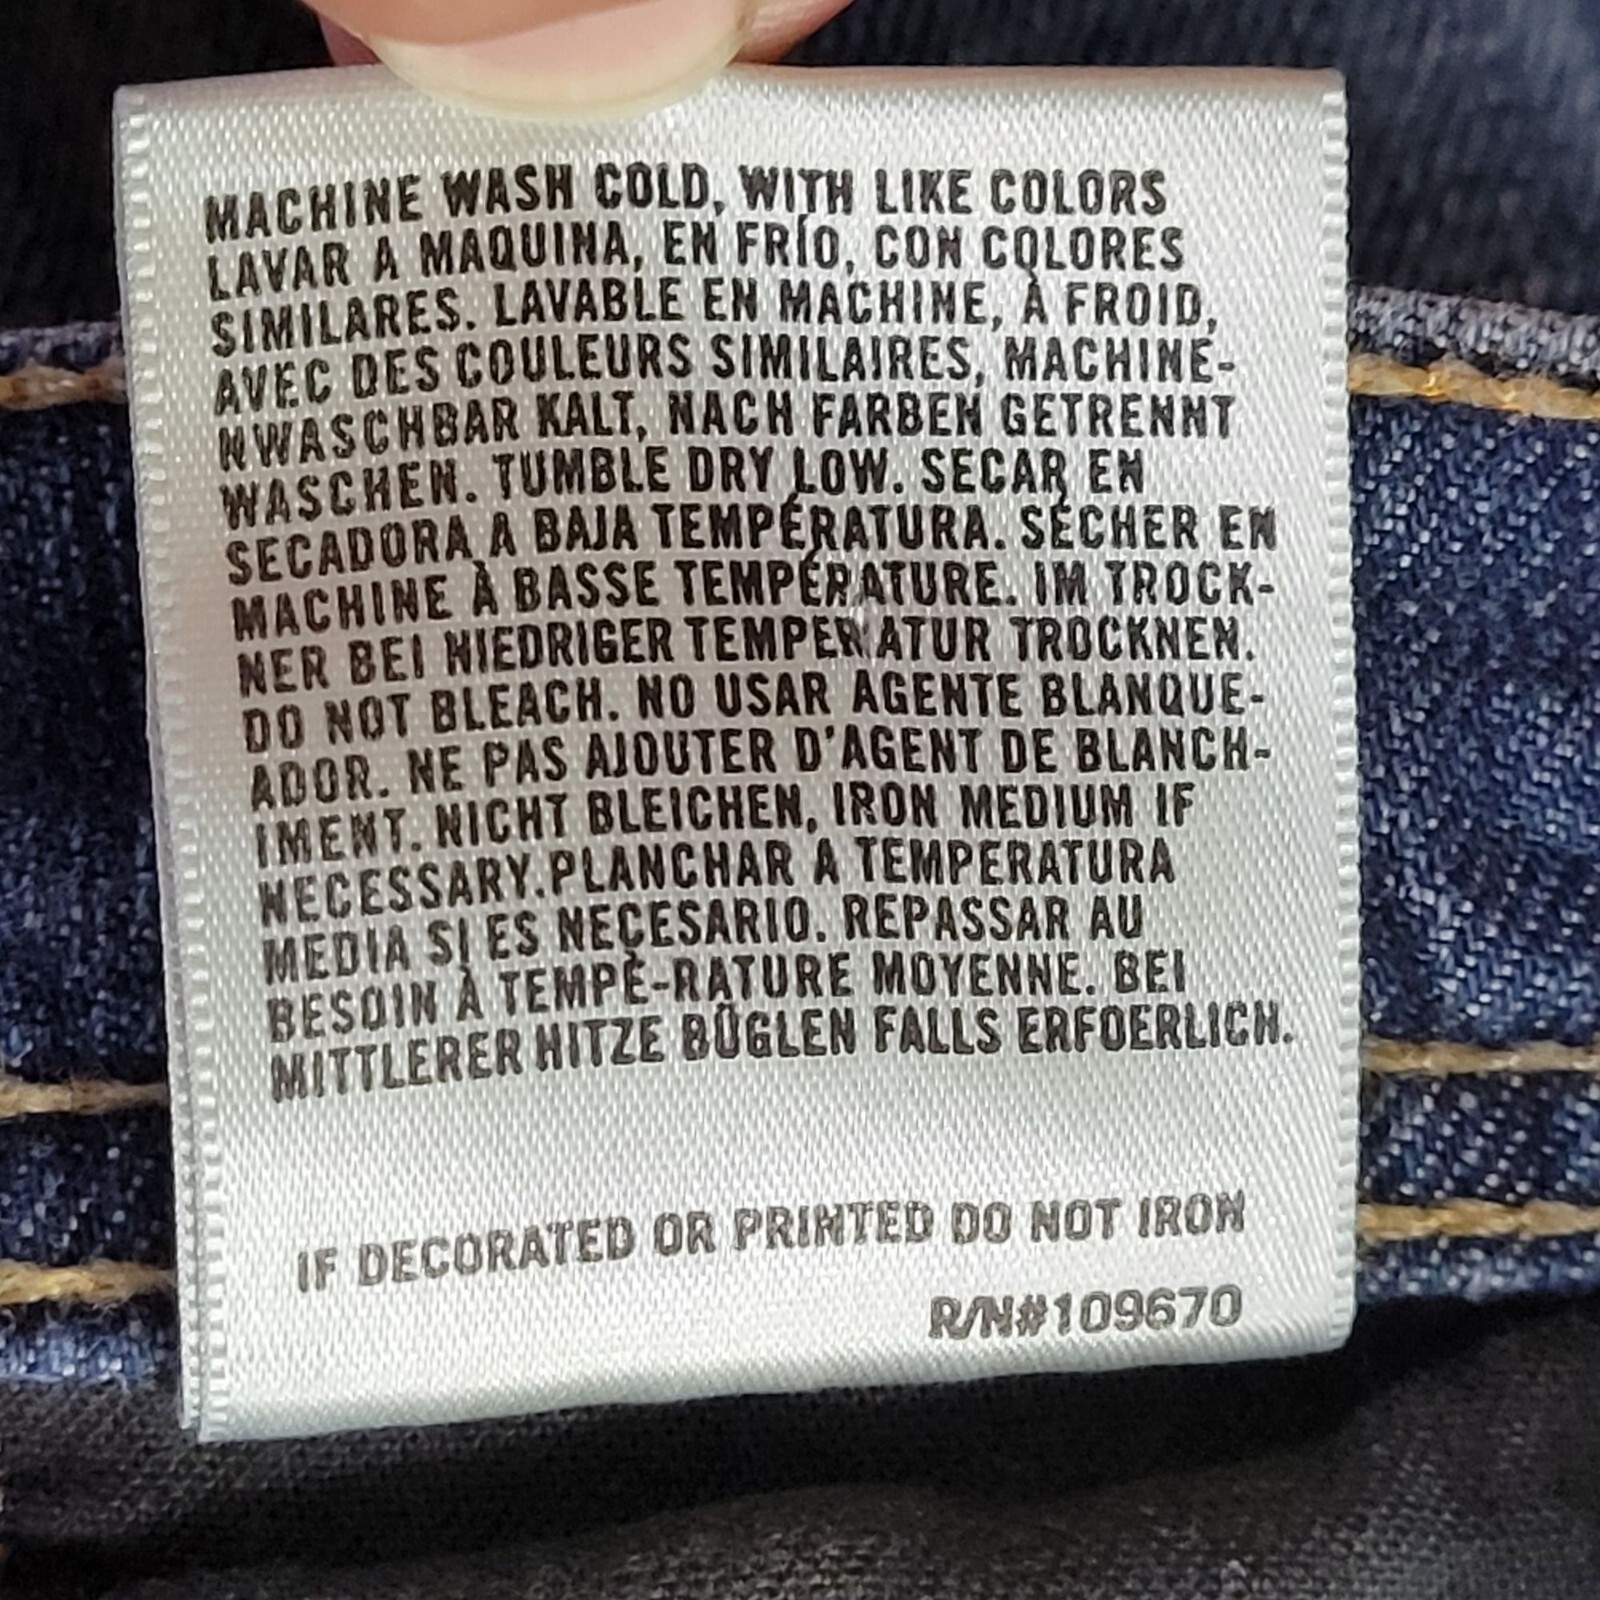 MACHINE WASH COLD, WITH LIKE COLORS
LAVAR A MAQUINA, EN FRÍO, CON COLORES
SIMILARES. LAVABLE EN MACHINE, À FROID,
AVEC DES COULEURS SIMILAIRES, MACHINE-
NWASCHBAR KALT, NACH FARBEN GETRENNT
WASCHEN. TUMBLE DRY LOW. SECAR EN
SECADORA A BAJA TEMPÉRATURA. SÉCHER EN
MACHINE À BASSE TEMPÉRATURE. IM TROCK-
NER BEI NIEDRIGER TEMPERATUR TROCKNEN.
DO NOT BLEACH. NO USAR AGENTE BLANQUE-
ADOR. NE PAS AJOUTER D'AGENT DE BLANCH-
IMENT. NICHT BLEICHEN, IRON MEDIUM IF
NECESSARY.PLANCHAR A TEMPERATURA
MEDIA SI ES NECESARIO. REPASSAR AU
BESOIN À TEMPÈ-RATURE MOYENNE. BEI
MITTLERER HITZE BÜGLEN FALLS ERFOERLICH.
IF DECORATED OR PRINTED DO NOT IRON
R/N#109670